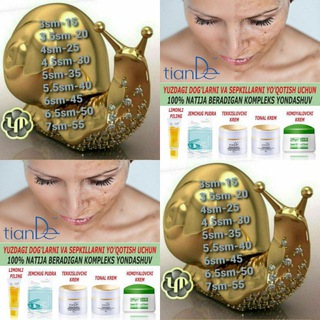 3sm-15
3.5sm-20
4sm-25
4.5sm-30
5sm-35
5.5sm-40
6sm-45
6.5sm-50
7sm-55
tianDe
YUZDAGI DOG'LARNI VA SEPKILLARNI YO'QOTISH UCHUN
100% NATIJA BERADIGAN KOMPLEKS YONDASHUV
LIMONLI PILING
JEMCHUG PUDRA
TEKISLOVCHI KREM
TONAL KREM
HIMOYALOVCHI KREM
tianDe
YUZDAGI DOG'LARNI VA SEPKILLARNI YO'QOTISH UCHUN
100% NATIJA BERADIGAN KOMPLEKS YONDASHUV
LIMONLI PILING
JEMCHUG PUDRA
TEKISLOVCHI KREM
TONAL KREM
HIMOYALOVCHI KREM
3sm-15
3.5sm-20
4sm-25
4.5sm-30
5sm-35
5.5sm-40
6sm-45
6.5sm-50
7sm-55